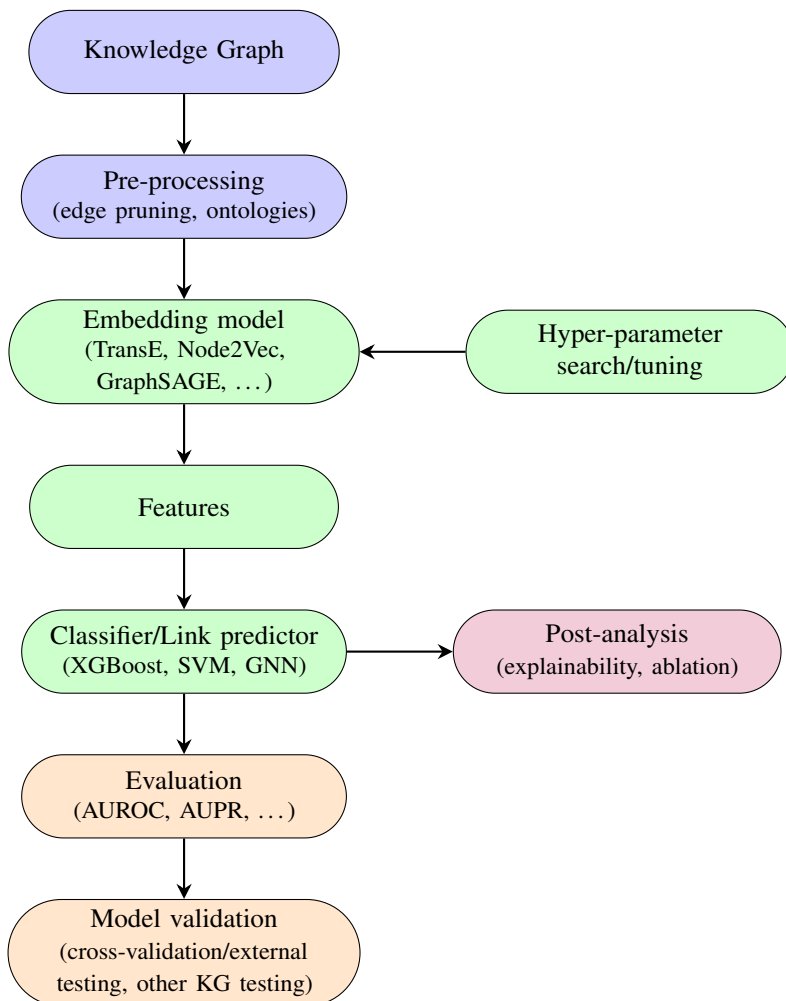 Knowledge Graph
Pre-processing
(edge pruning, ontologies)
Embedding model
(TransE, Node2Vec,
GraphSAGE, ...)
Hyper-parameter
search/tuning
Features
Classifier/Link predictor
(XGBoost, SVM, GNN)
Post-analysis
(explainability, ablation)
Evaluation
(AUROC, AUPR, ...)
Model validation
(cross-validation/external
testing, other KG testing)